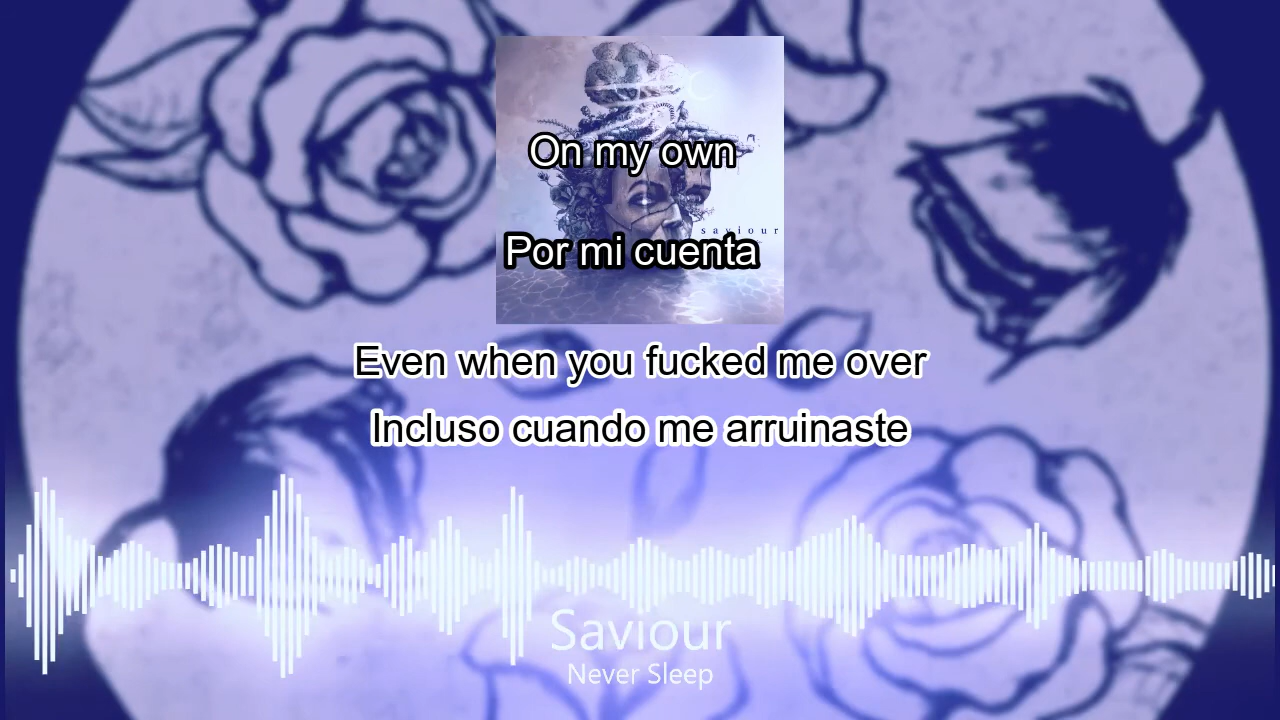 On my own
saviour
Por mi cuenta
Even when you fucked me over
Incluso cuando me arruinaste
Saviour
Never Sleep